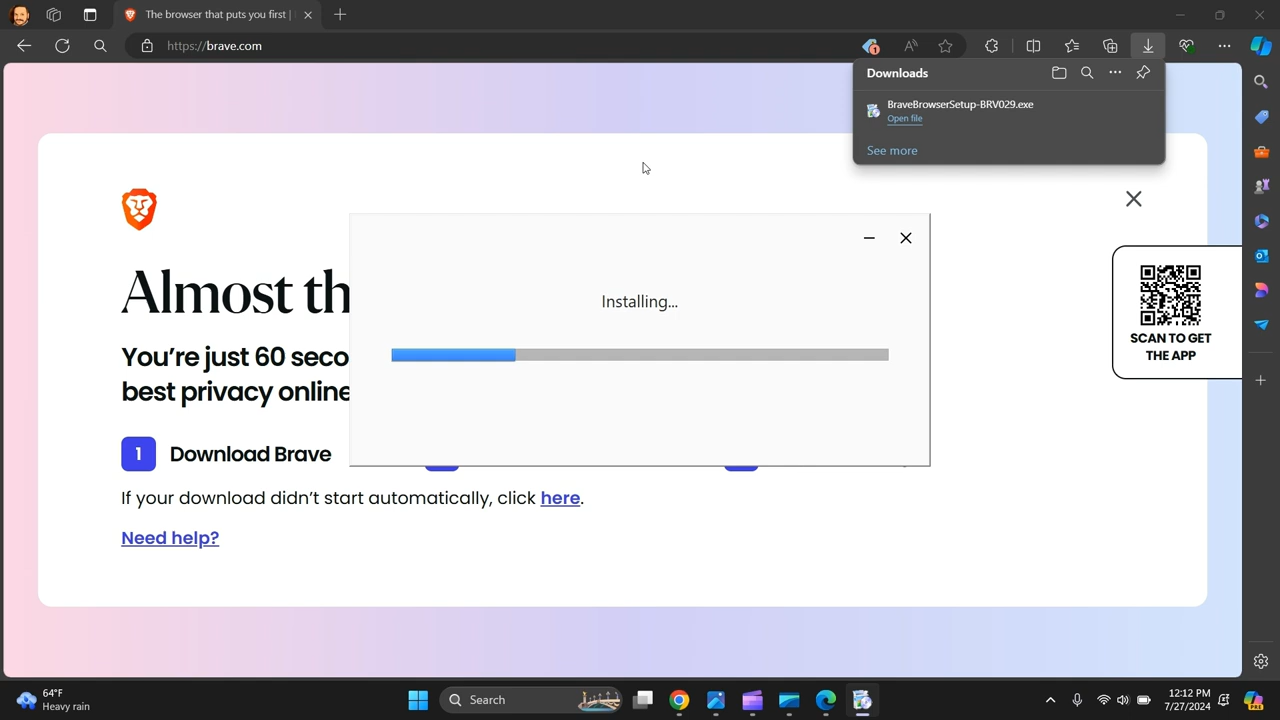 The browser that puts you first |
https://brave.com
1
Downloads
BraveBrowserSetup-BRV029.exe
Open file
See more
Almost th
You’re just 60 seco
best privacy online
Installing...
SCAN TO GET
THE APP
1 Download Brave
If your download didn’t start automatically, click here.
Need help?
64°F
Heavy rain
Search
12:12 PM
7/27/2024